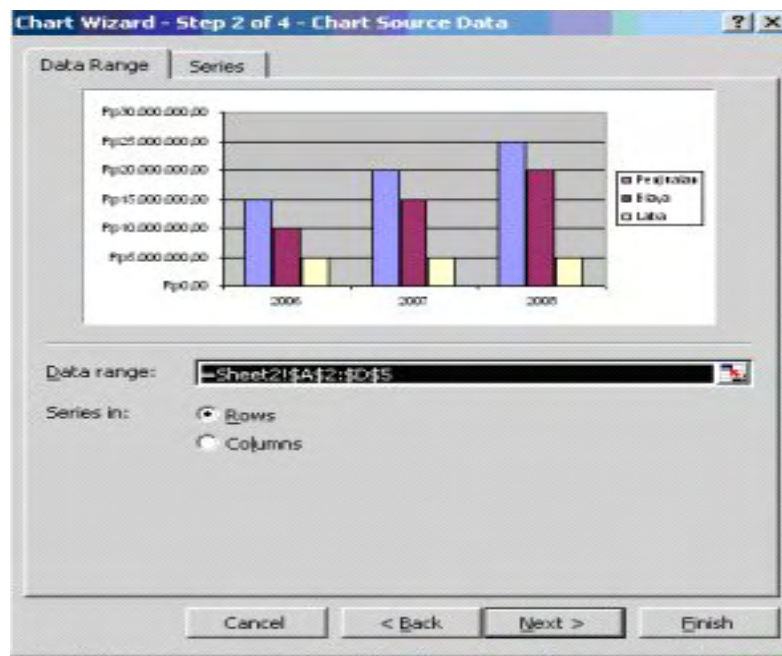 Chart Wizard - Step 2 of 4 - Chart Source Data
Data Range
Series
Rp30.000.000,00
Rp25.000.000,00
Rp20.000.000,00
Rp15.000.000,00
Rp10.000.000,00
Rp5.000.000,00
Rp0,00
2006
2007
2008
Penjualan
Biaya
Laba
Data range:
=Sheet2!$A$2:$D$5
Series in:
Rows
Columns
Cancel
< Back
Next >
Finish